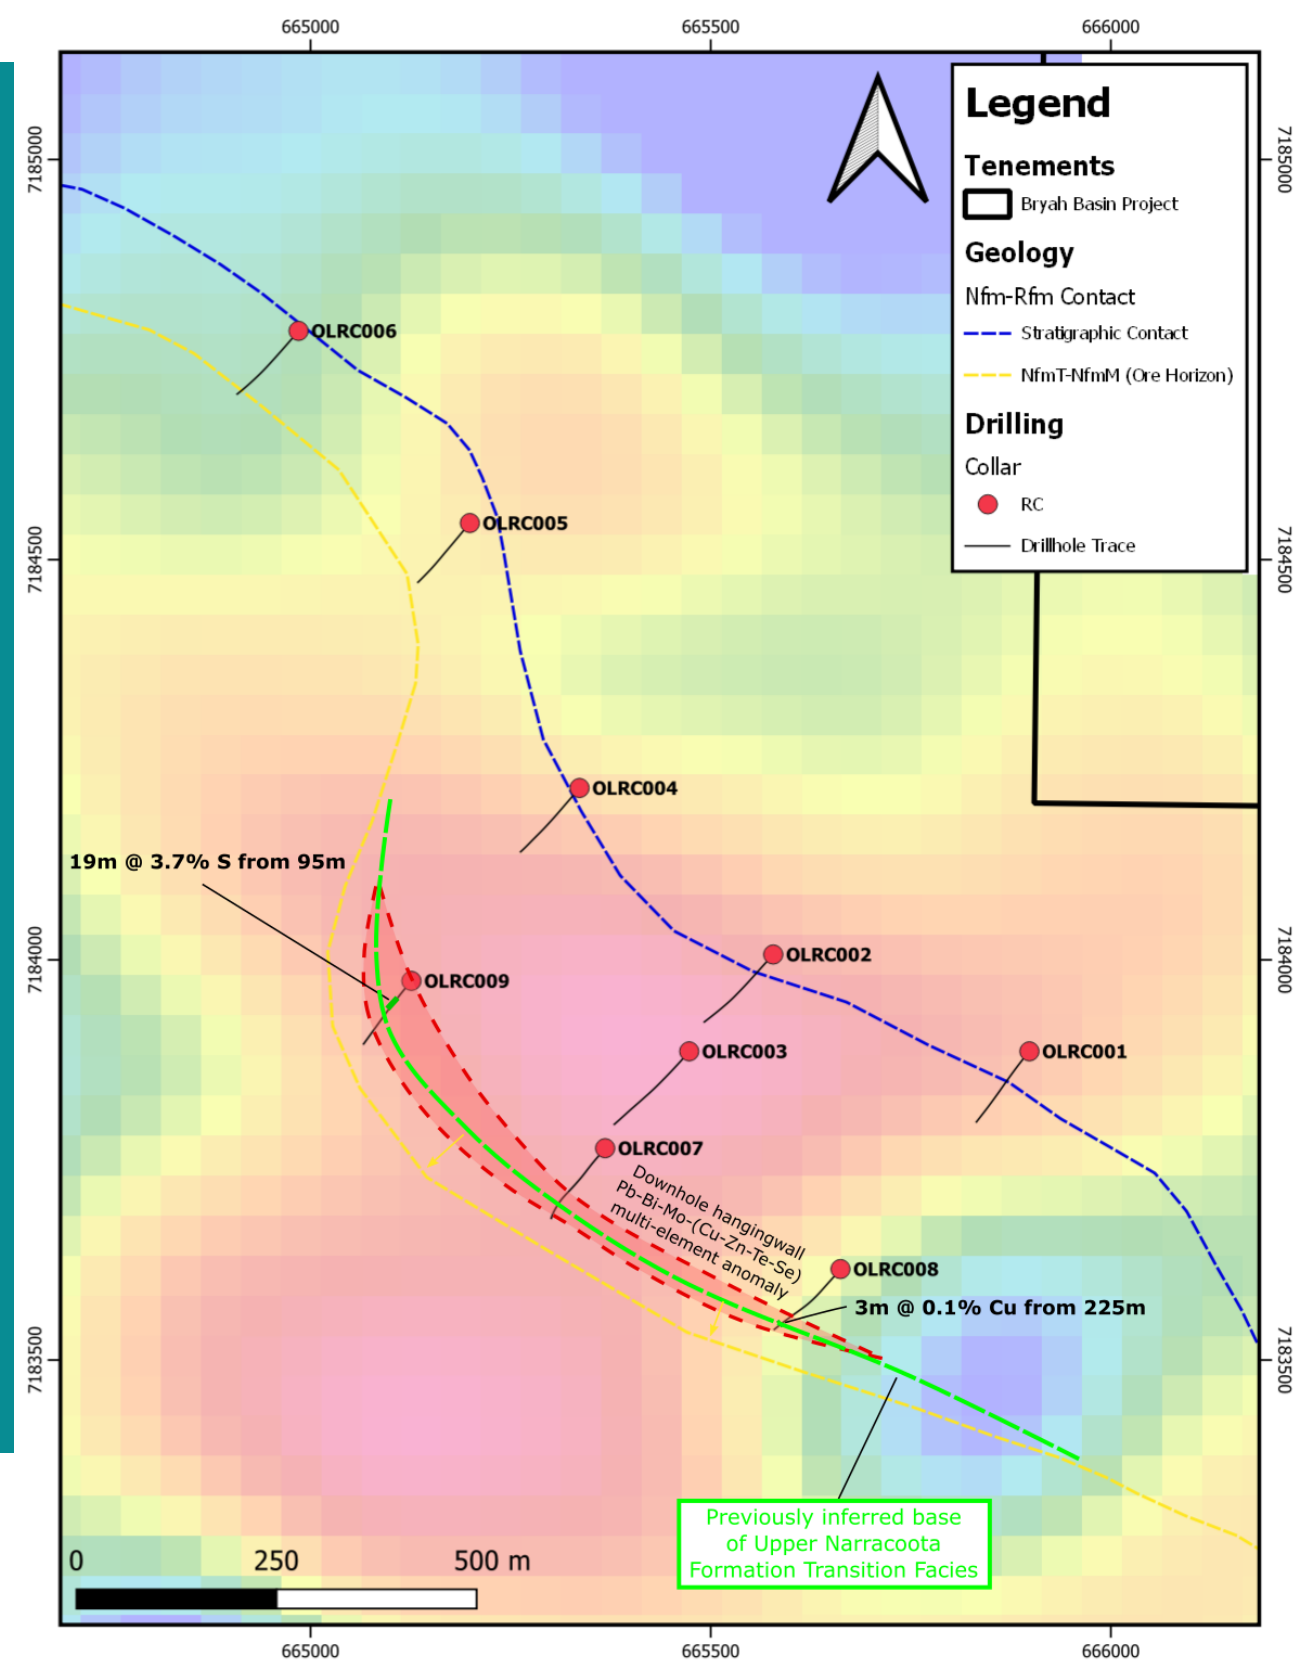 665000
665500
666000
7185000
7184500
7184000
7183500
7185000
7184500
7184000
7183500
Legend
Tenements
Bryah Basin Project
Geology
Nfm-Rfm Contact
Stratigraphic Contact
NfmT-NfmM (Ore Horizon)
Drilling
Collar
RC
Drillhole Trace
OLRC006
OLRC005
OLRC004
19m @ 3.7% S from 95m
OLRC002
OLRC009
OLRC003
OLRC001
OLRC007
Downhole hangingwall
Pb-Bi-Mo-(Cu-Zn-Te-Se)
multi-element anomaly
OLRC008
3m @ 0.1% Cu from 225m
Previously inferred base
of Upper Narracoota
Formation Transition Facies
0 250 500 m
665000
665500
666000